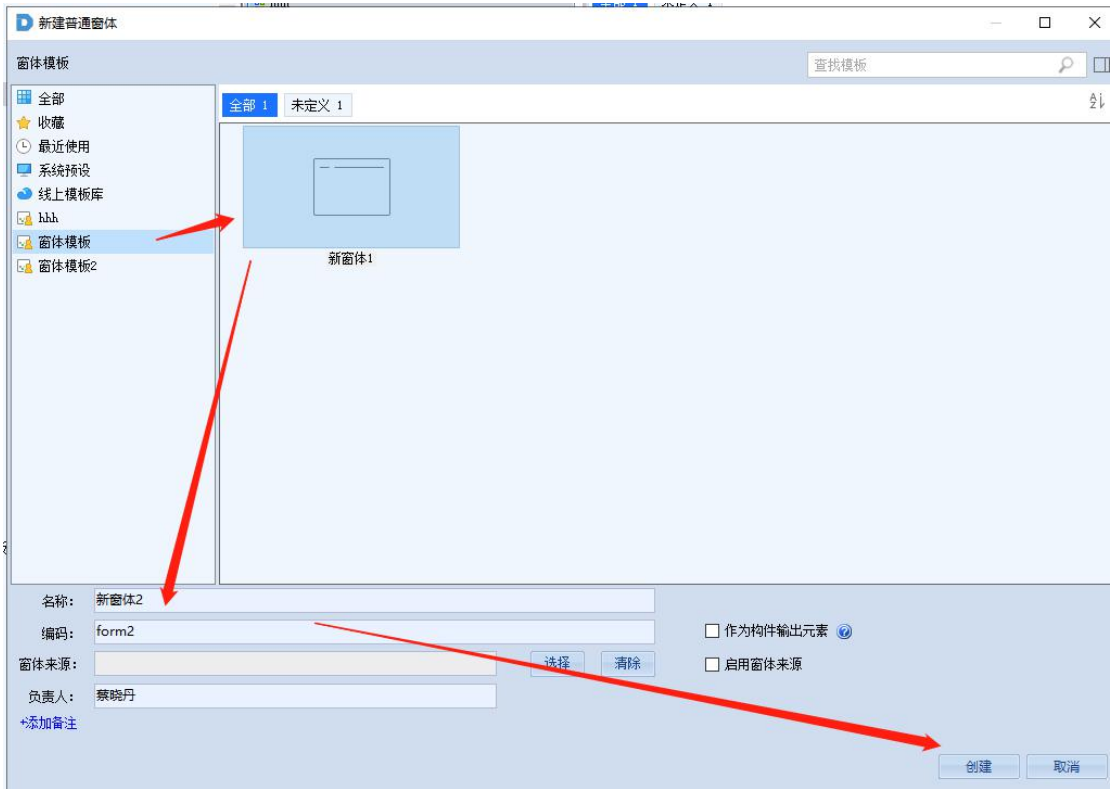 新建普通窗体
窗体模板
查找模板
全部
收藏
最近使用
系统预设
线上模板库
hhh
窗体模板
窗体模板2
全部 1 未定义 1
新窗体1
名称： 新窗体2
编码： form2
作为构件输出元素
窗体来源： 选择 清除
启用窗体来源
负责人： 蔡晓丹
+添加备注
创建 取消